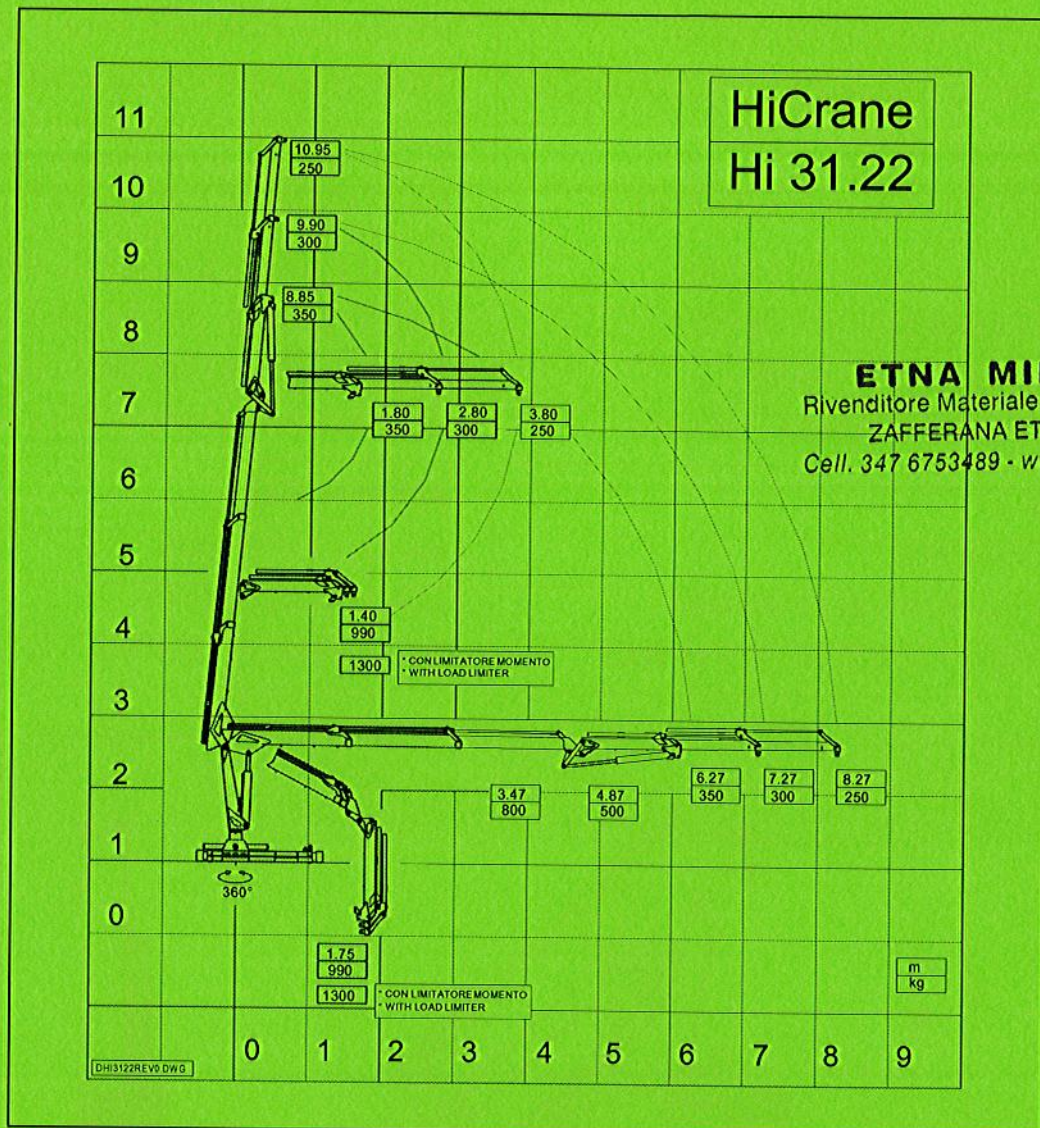 HiCrane
Hi 31.22
11
10
9
8
7
6
5
4
3
2
1
0
10.95
250
9.90
300
8.85
350
1.80
350
2.80
300
3.80
250
ETNA MI
Rivenditore Materiale
ZAFFERANA ET
Cell. 347 6753489 - w
1.40
990
1300
* CON LIMITATORE MOMENTO
* WITH LOAD LIMITER
3.47
800
4.87
500
6.27
350
7.27
300
8.27
250
360°
1.75
990
1300
* CON LIMITATORE MOMENTO
* WITH LOAD LIMITER
m
kg
0 1 2 3 4 5 6 7 8 9
DHI3122REV0.DWG